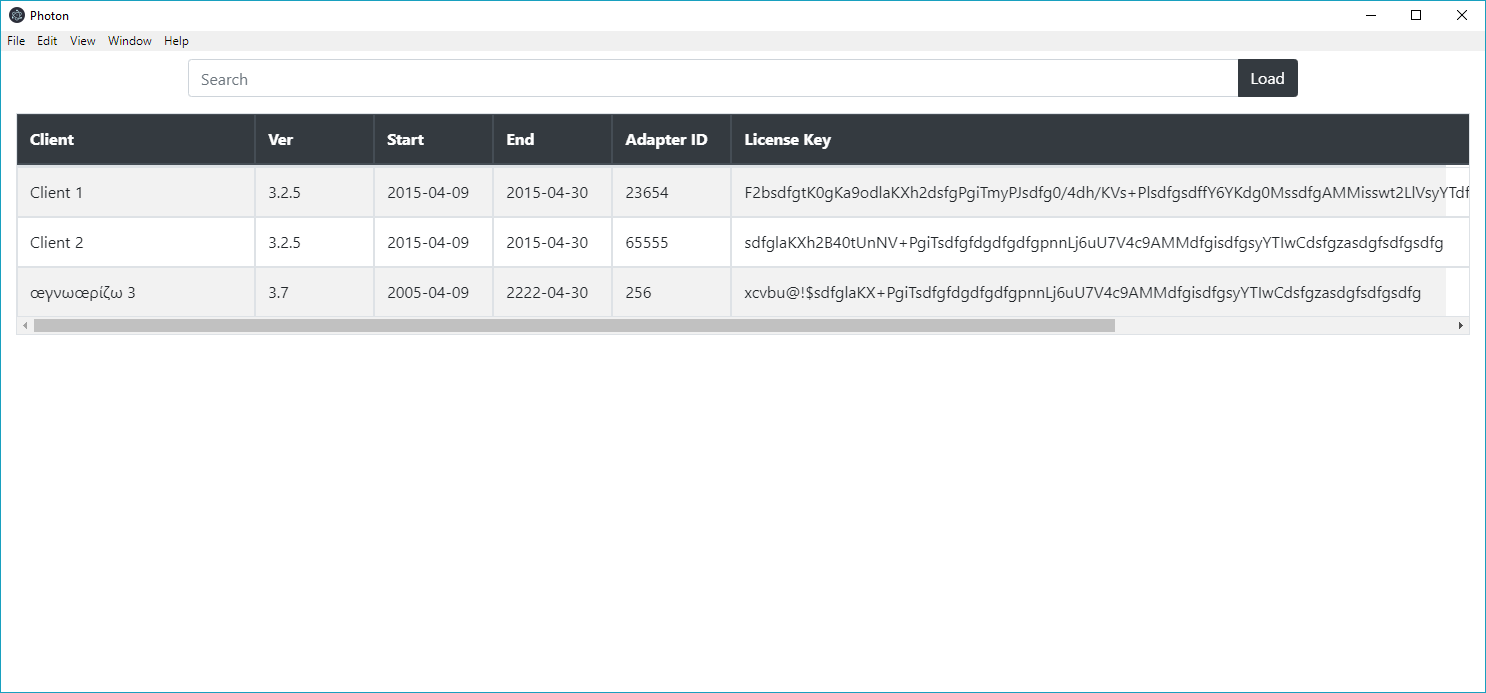 Photon
File Edit View Window Help
Search Load
Client Ver Start End Adapter ID License Key
Client 1 3.2.5 2015-04-09 2015-04-30 23654 F2bsdfgtK0gKa9odlaKXh2dsfgPgiTmyPJsdfg0/4dh/KVs+PlsdfgsdffY6YKdg0MssdfgAMMisswt2LlVsyYTdf
Client 2 3.2.5 2015-04-09 2015-04-30 65555 sdfglaKXh2B40tUnNV+PgiTsdfgfdgdfgdfgpnnLj6uU7V4c9AMMdfgisdfgsyYTIwCdsfgzasdgfsdfgsdfg
œγνωœρίζω 3 3.7 2005-04-09 2222-04-30 256 xcvbu@!$sdfglaKX+PgiTsdfgfdgdfgdfgpnnLj6uU7V4c9AMMdfgisdfgsyYTIwCdsfgzasdgfsdfgsdfg